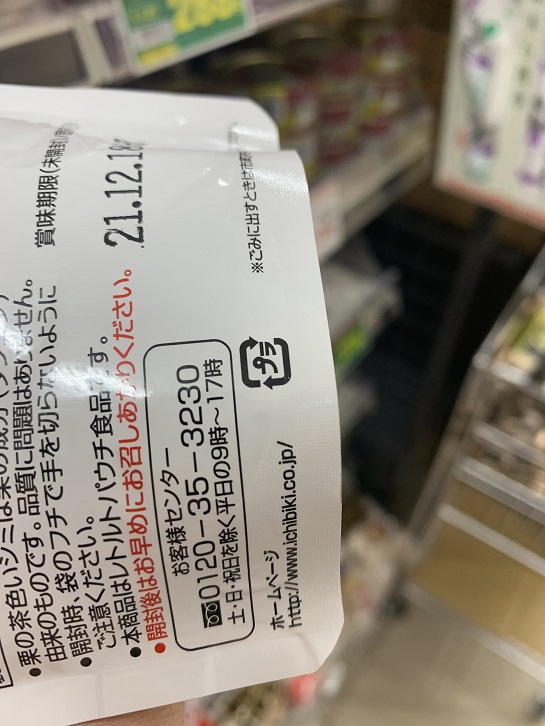 賞味期限(未開封)
21.12.18
※ごみに出すときは市
●栗の茶色いシミは栗の成分
由来のものです。品質に問題はありません。
●開封時、袋のフチで手を切らないように
ご注意ください。
●本商品はレトルトパウチ食品です。
●開封後はお早めにお召しあがりください。
お客様センター
0120-35-3230
土・日・祝日を除く平日の9時～17時
プラ
ホームページ
http://www.ichibiki.co.jp/